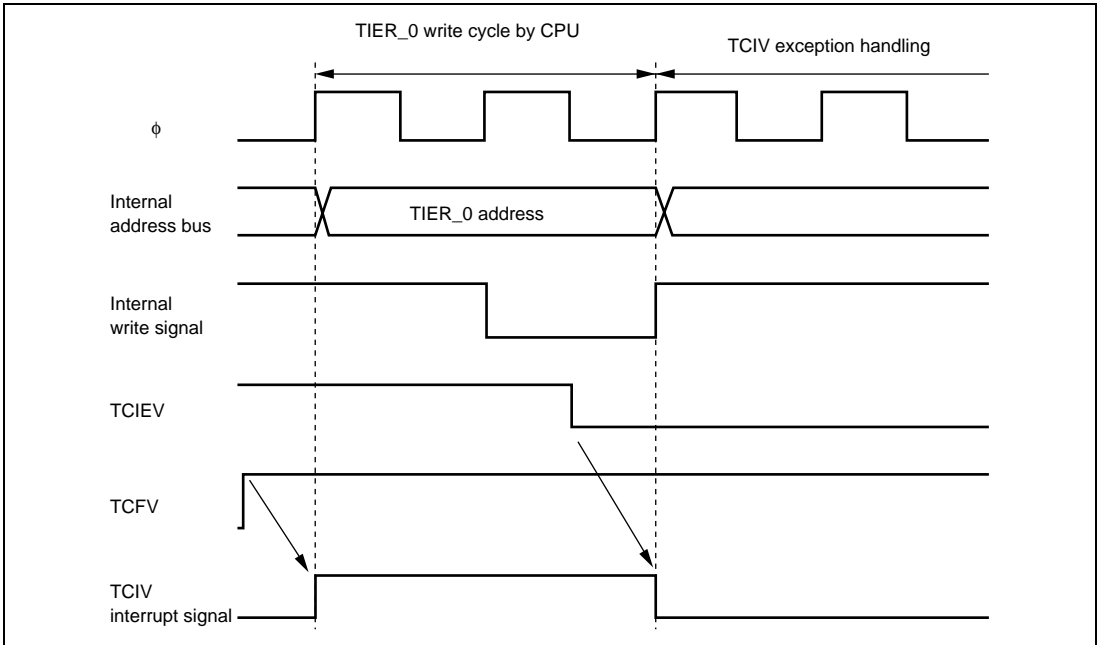 TIER_0 write cycle by CPU
TCIV exception handling
ϕ
Internal
address bus
TIER_0 address
Internal
write signal
TCIEV
TCFV
TCIV
interrupt signal